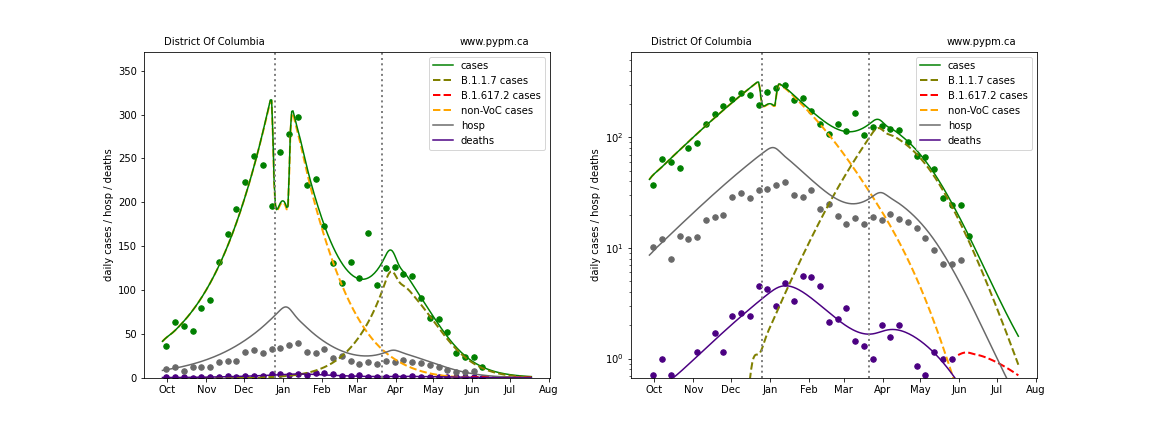 District Of Columbia
www.pypm.ca
daily cases / hosp / deaths
350
300
250
200
150
100
50
0
cases
B.1.1.7 cases
B.1.617.2 cases
non-VoC cases
hosp
deaths
Oct Nov Dec Jan Feb Mar Apr May Jun Jul Aug
District Of Columbia
www.pypm.ca
daily cases / hosp / deaths
10²
10¹
10⁰
cases
B.1.1.7 cases
B.1.617.2 cases
non-VoC cases
hosp
deaths
Oct Nov Dec Jan Feb Mar Apr May Jun Jul Aug